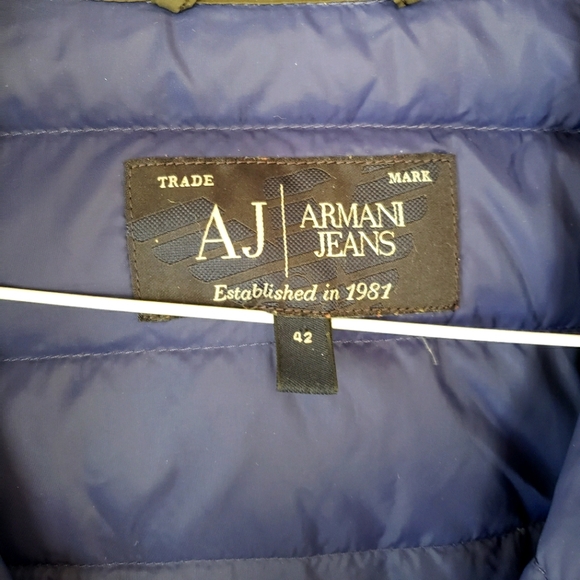 TRADE MARK
AJ ARMANI
JEANS
Established in 1981
42